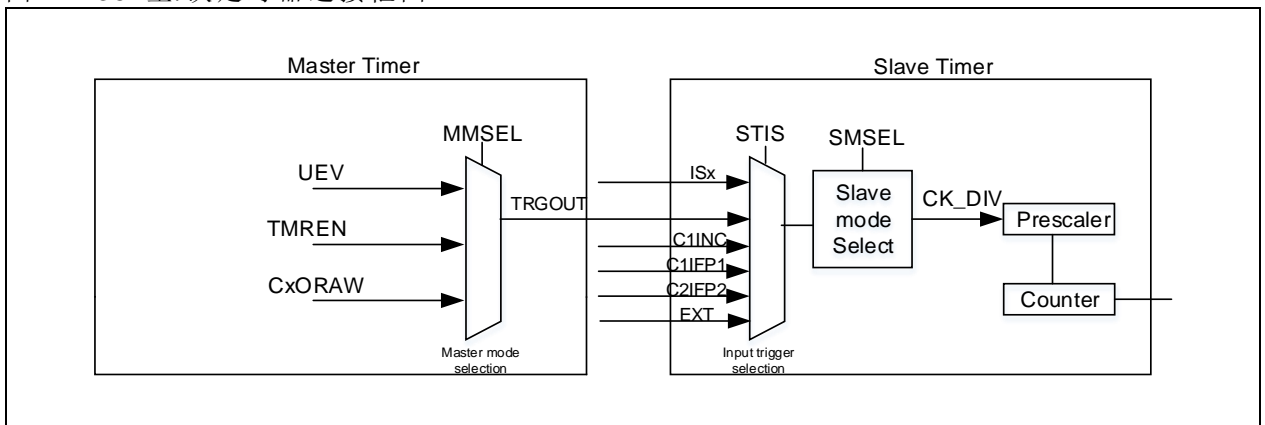 Master Timer
Slave Timer
MMSEL
STIS
SMSEL
UEV
ISx
TRGOUT
Slave
mode
Select
CK_DIV
Prescaler
TMREN
C1INC
C1IFP1
CxORAW
C2IFP2
Counter
EXT
Master mode
selection
Input trigger
selection